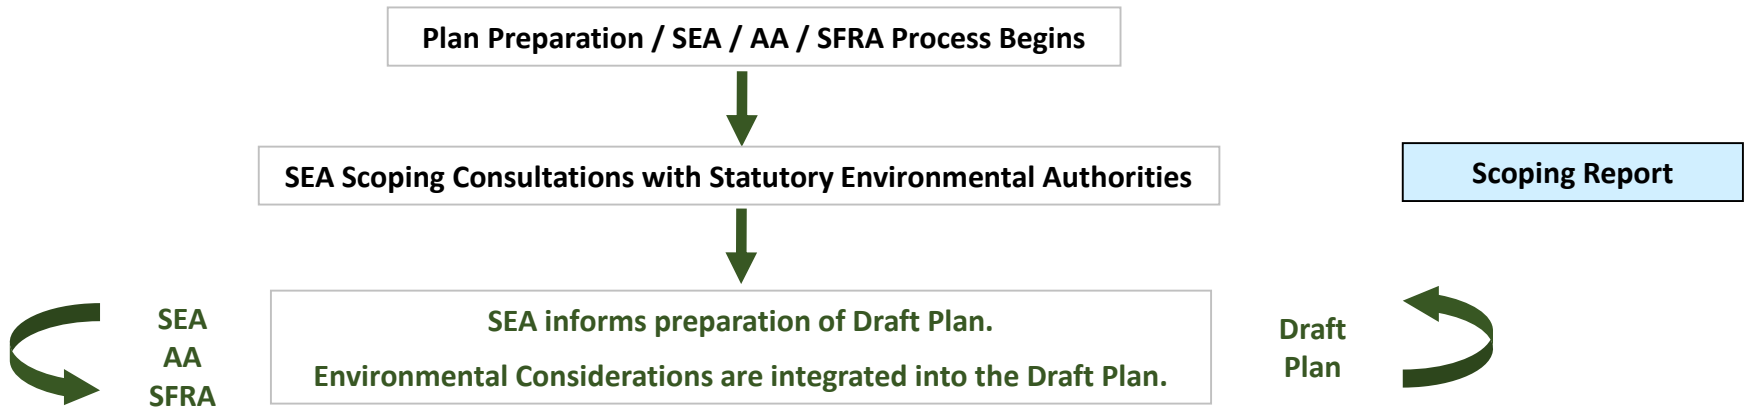 Plan Preparation / SEA / AA / SFRA Process Begins
SEA Scoping Consultations with Statutory Environmental Authorities
Scoping Report
SEA
AA
SFRA
SEA informs preparation of Draft Plan.
Environmental Considerations are integrated into the Draft Plan.
Draft
Plan